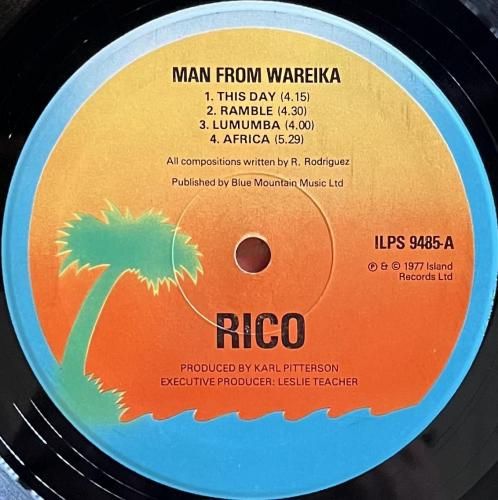 MAN FROM WAREIKA
1. THIS DAY (4.15)
2. RAMBLE (4.30)
3. LUMUMBA (4.00)
4. AFRICA (5.29)
All compositions written by R. Rodriguez
Published by Blue Mountain Music Ltd
ILPS 9485-A
℗ & © 1977 Island
Records Ltd
RICO
PRODUCED BY KARL PITTERSON
EXECUTIVE PRODUCER: LESLIE TEACHER